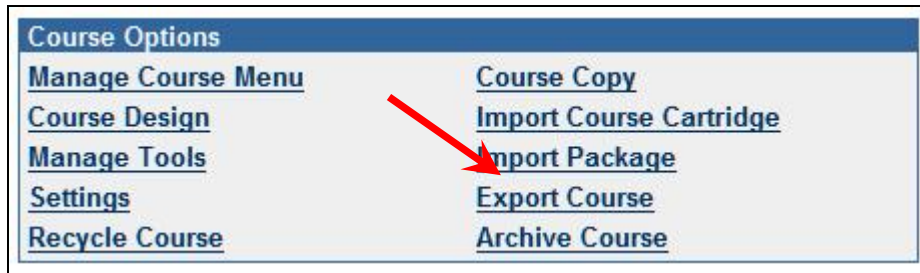 Course Options
Manage Course Menu
Course Copy
Course Design
Import Course Cartridge
Manage Tools
Import Package
Settings
Export Course
Recycle Course
Archive Course